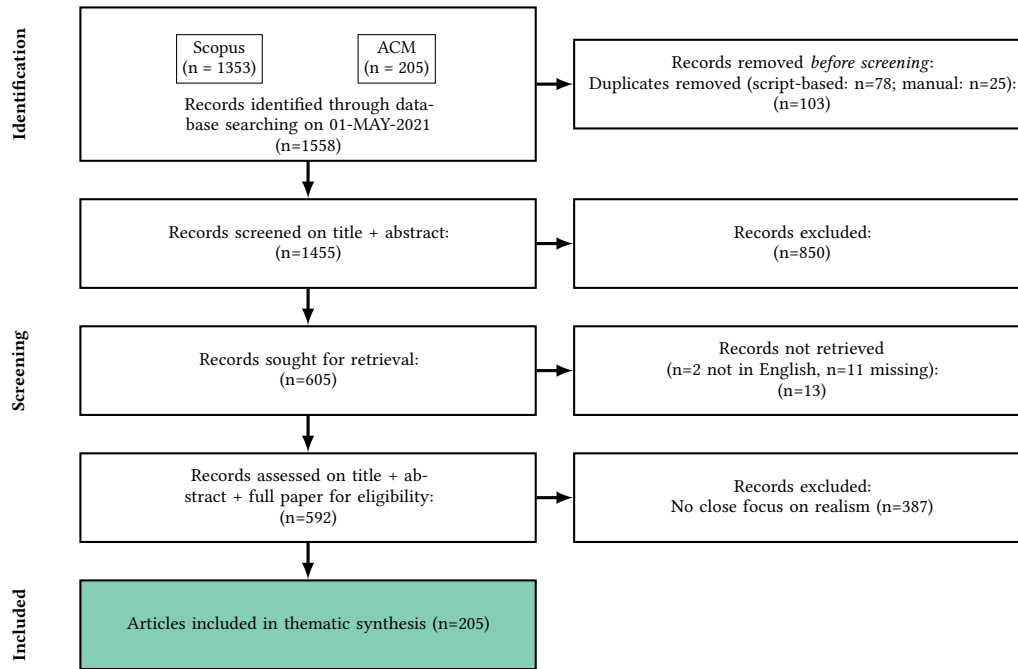 Identification
Scopus
(n = 1353)
ACM
(n = 205)
Records identified through data-
base searching on 01-MAY-2021
(n=1558)
Records removed before screening:
Duplicates removed (script-based: n=78; manual: n=25):
(n=103)
Screening
Records screened on title + abstract:
(n=1455)
Records excluded:
(n=850)
Records sought for retrieval:
(n=605)
Records not retrieved
(n=2 not in English, n=11 missing):
(n=13)
Records assessed on title + ab-
stract + full paper for eligibility:
(n=592)
Records excluded:
No close focus on realism (n=387)
Included
Articles included in thematic synthesis (n=205)